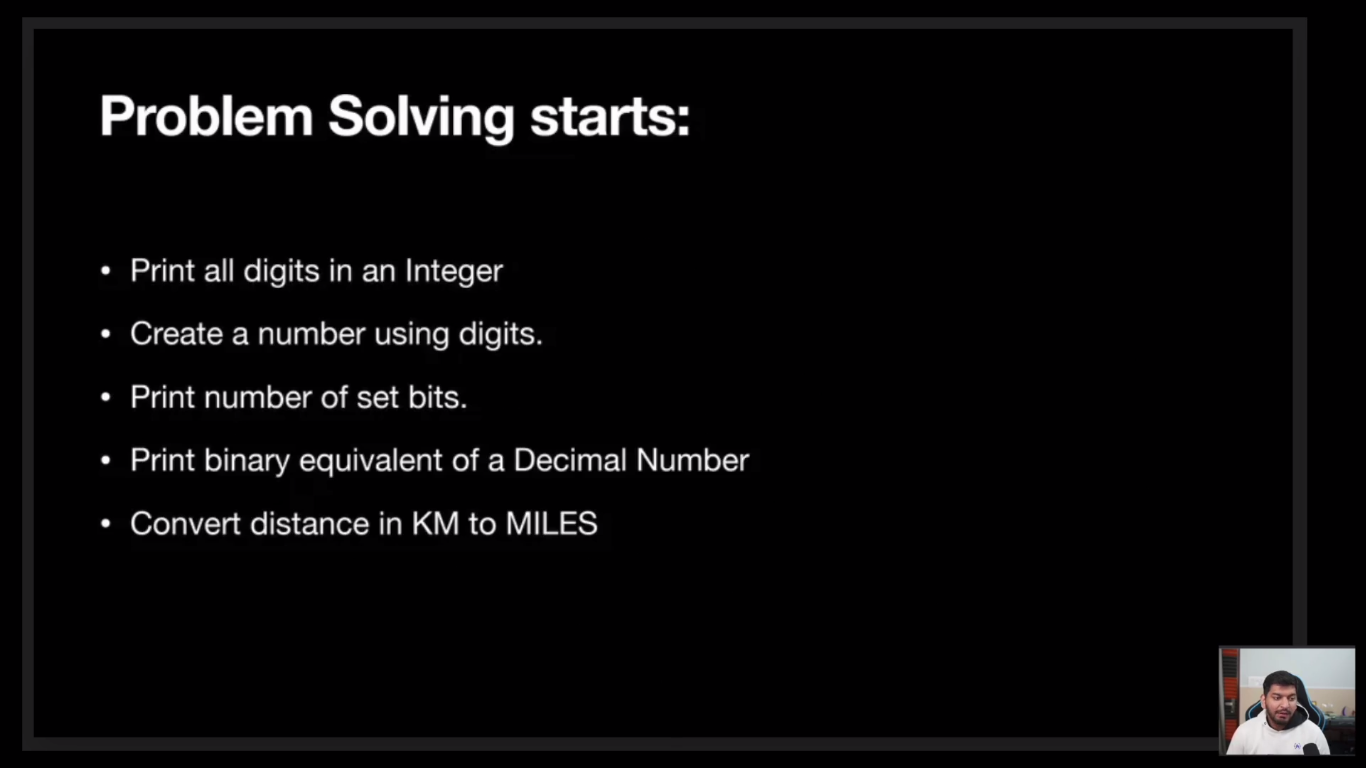 Problem Solving starts:
• Print all digits in an Integer
• Create a number using digits.
• Print number of set bits.
• Print binary equivalent of a Decimal Number
• Convert distance in KM to MILES